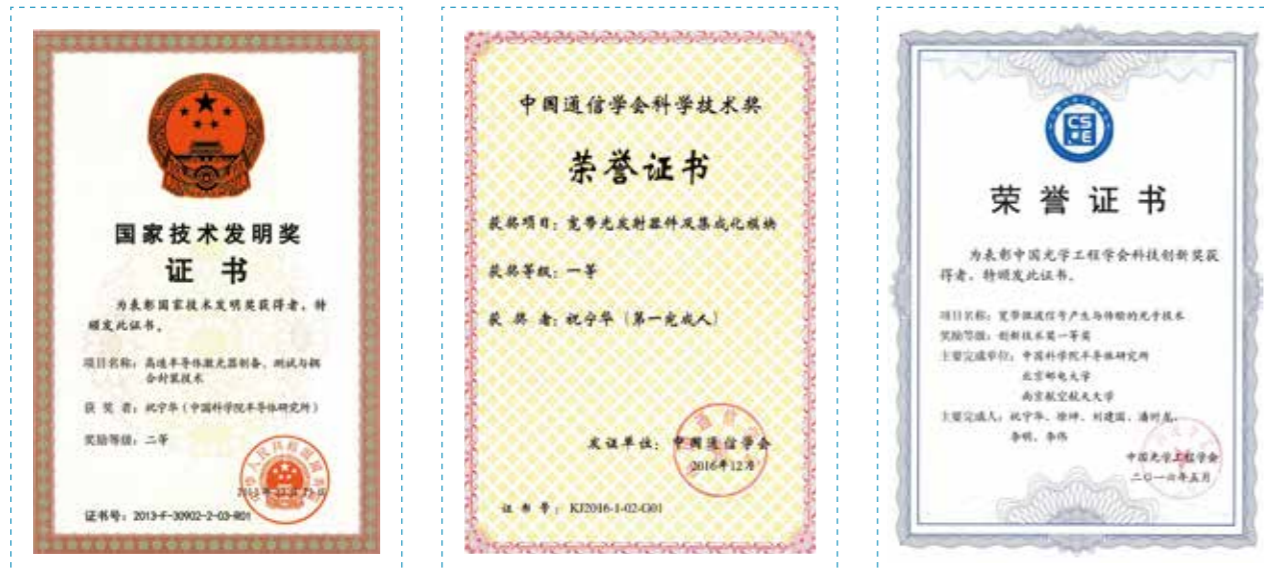 国家技术发明奖
证 书
为表彰国家技术发明奖获得者,特
颁发此证书。
项目名称:高速半导体激光器制备、测试与耦
合封装技术
获 奖 者:祝宁华(中国科学院半导体研究所)
奖励等级:二等
证书号:2013-F-30902-2-03-R01
中国通信学会科学技术奖
荣誉证书
获奖项目:宽带光发射器件及集成化模块
获奖等级:一等
获 奖 者:祝宁华(第一完成人)
发证单位:中国通信学会
2016年12月
证 书 号:KJ2016-1-02-G01
CS
E
荣 誉 证 书
为表彰中国光学工程学会科技创新奖获
得者,特颁发此证书。
项目名称:宽带微波信号产生与传输的光子技术
奖励等级:创新技术奖一等奖
主要完成单位:中国科学院半导体研究所
北京邮电大学
南京航空航天大学
主要完成人:祝宁华、徐坤、刘建国、潘时龙、
李明、李伟
中国光学工程学会
二〇一六年五月